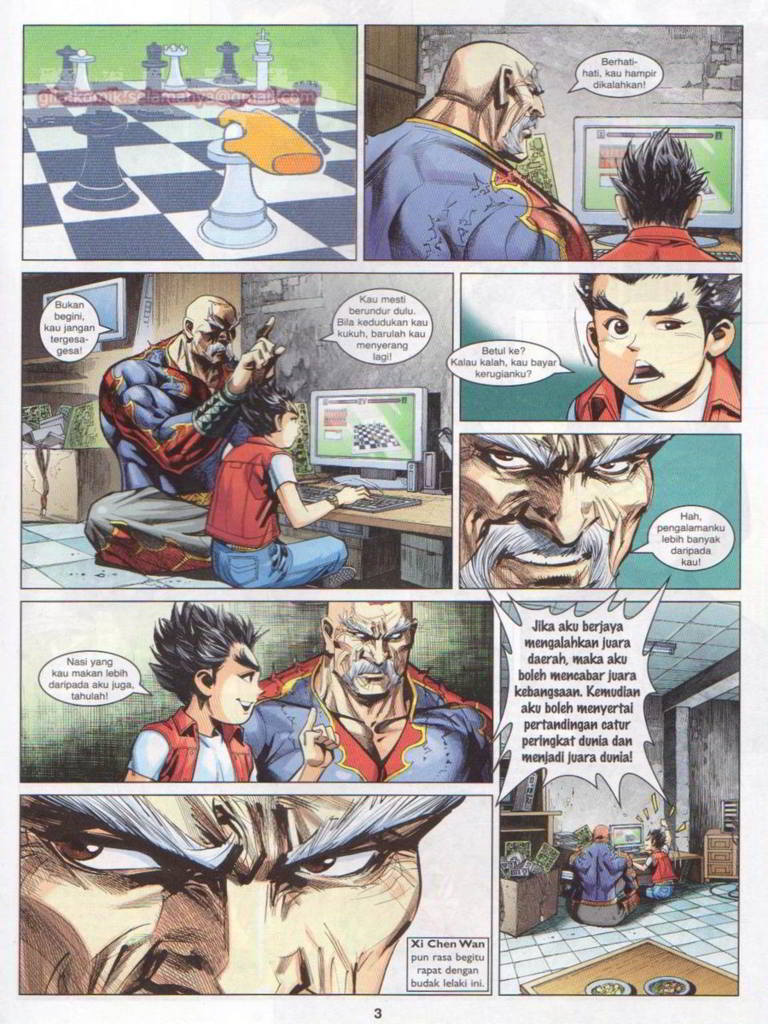 gilerkomik!selamanya@gmail.com
Berhati-
hati, kau hampir
dikalahkan!
Bukan
begini,
kau jangan
tergesa-
gesa!
Kau mesti
berundur dulu.
Bila kedudukan kau
kukuh, barulah kau
menyerang
lagi!
Betul ke?
Kalau kalah, kau bayar
kerugianku?
Hah,
pengalamanku
lebih banyak
daripada
kau!
Nasi yang
kau makan lebih
daripada aku juga,
tahulah!
Jika aku berjaya
mengalahkan juara
daerah, maka aku
boleh mencabar juara
kebangsaan. Kemudian
aku boleh menyertai
pertandingan catur
peringkat dunia dan
menjadi juara dunia!
Xi Chen Wan
pun rasa begitu
rapat dengan
budak lelaki ini.
3